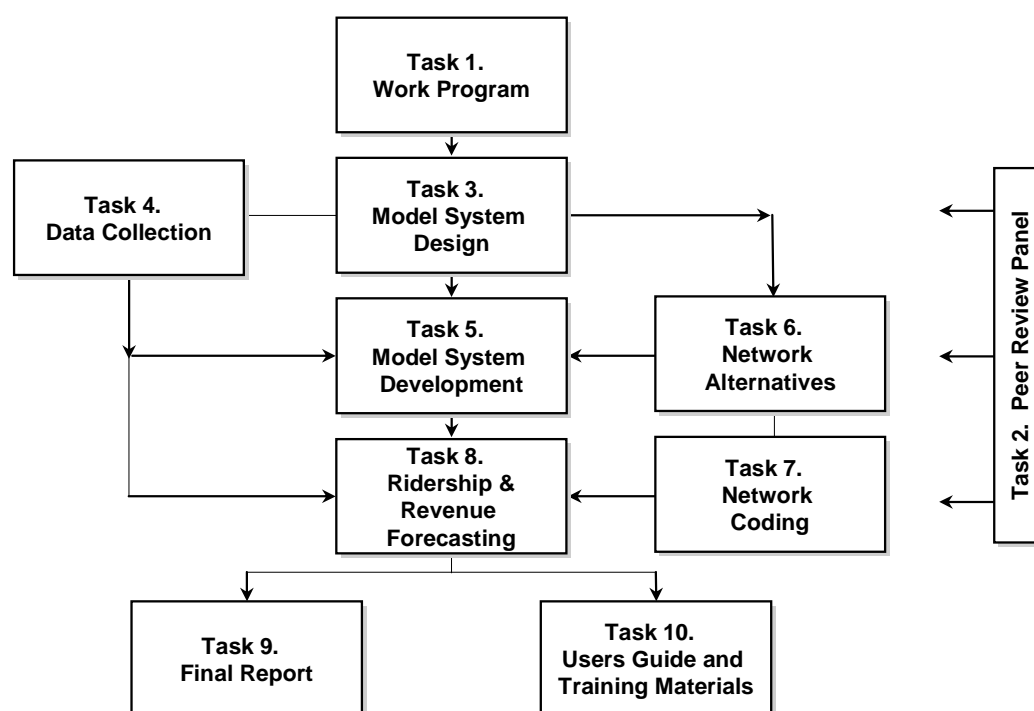 Task 1.
Work Program
Task 4.
Data Collection
Task 3.
Model System
Design
Task 2. Peer Review Panel
Task 5.
Model System
Development
Task 6.
Network
Alternatives
Task 8.
Ridership &
Revenue
Forecasting
Task 7.
Network
Coding
Task 9.
Final Report
Task 10.
Users Guide and
Training Materials